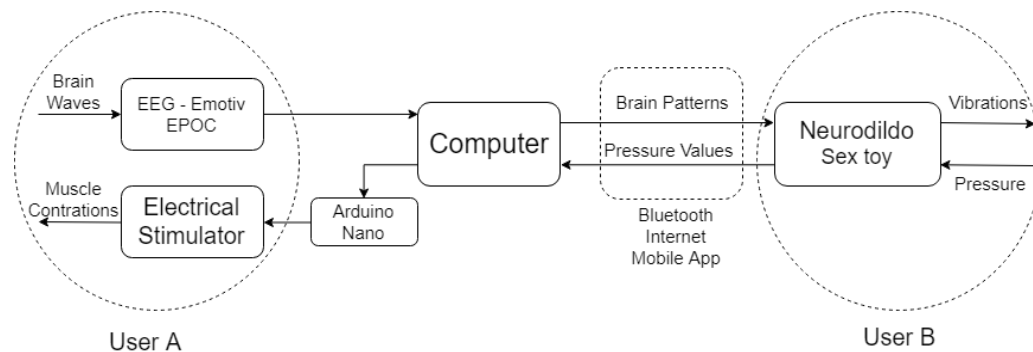 Brain
Waves
EEG - Emotiv
EPOC
Muscle
Contrations
Electrical
Stimulator
Arduino
Nano
Computer
Brain Patterns
Pressure Values
Bluetooth
Internet
Mobile App
Neurodildo
Sex toy
Vibrations
Pressure
User A
User B